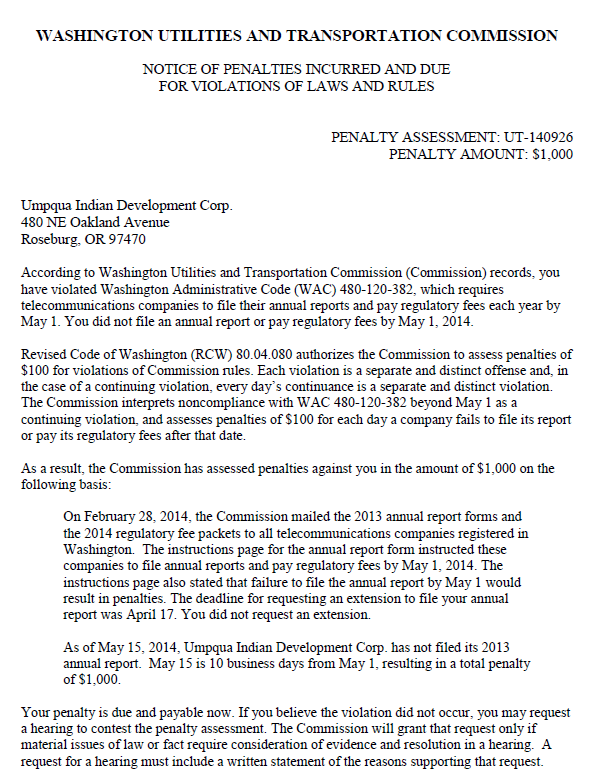 WASHINGTON UTILITIES AND TRANSPORTATION COMMISSION
NOTICE OF PENALTIES INCURRED AND DUE
FOR VIOLATIONS OF LAWS AND RULES
PENALTY ASSESSMENT: UT-140926
PENALTY AMOUNT: $1,000
Umpqua Indian Development Corp.
480 NE Oakland Avenue
Roseburg, OR 97470
According to Washington Utilities and Transportation Commission (Commission) records, you
have violated Washington Administrative Code (WAC) 480-120-382, which requires
telecommunications companies to file their annual reports and pay regulatory fees each year by
May 1. You did not file an annual report or pay regulatory fees by May 1, 2014.
Revised Code of Washington (RCW) 80.04.080 authorizes the Commission to assess penalties of
$100 for violations of Commission rules. Each violation is a separate and distinct offense and, in
the case of a continuing violation, every day's continuance is a separate and distinct violation.
The Commission interprets noncompliance with WAC 480-120-382 beyond May 1 as a
continuing violation, and assesses penalties of $100 for each day a company fails to file its report
or pay its regulatory fees after that date.
As a result, the Commission has assessed penalties against you in the amount of $1,000 on the
following basis:
On February 28, 2014, the Commission mailed the 2013 annual report forms and
the 2014 regulatory fee packets to all telecommunications companies registered in
Washington. The instructions page for the annual report form instructed these
companies to file annual reports and pay regulatory fees by May 1, 2014. The
instructions page also stated that failure to file the annual report by May 1 would
result in penalties. The deadline for requesting an extension to file your annual
report was April 17. You did not request an extension.
As of May 15, 2014, Umpqua Indian Development Corp. has not filed its 2013
annual report. May 15 is 10 business days from May 1, resulting in a total penalty
of $1,000.
Your penalty is due and payable now. If you believe the violation did not occur, you may request
a hearing to contest the penalty assessment. The Commission will grant that request only if
material issues of law or fact require consideration of evidence and resolution in a hearing. A
request for a hearing must include a written statement of the reasons supporting that request.